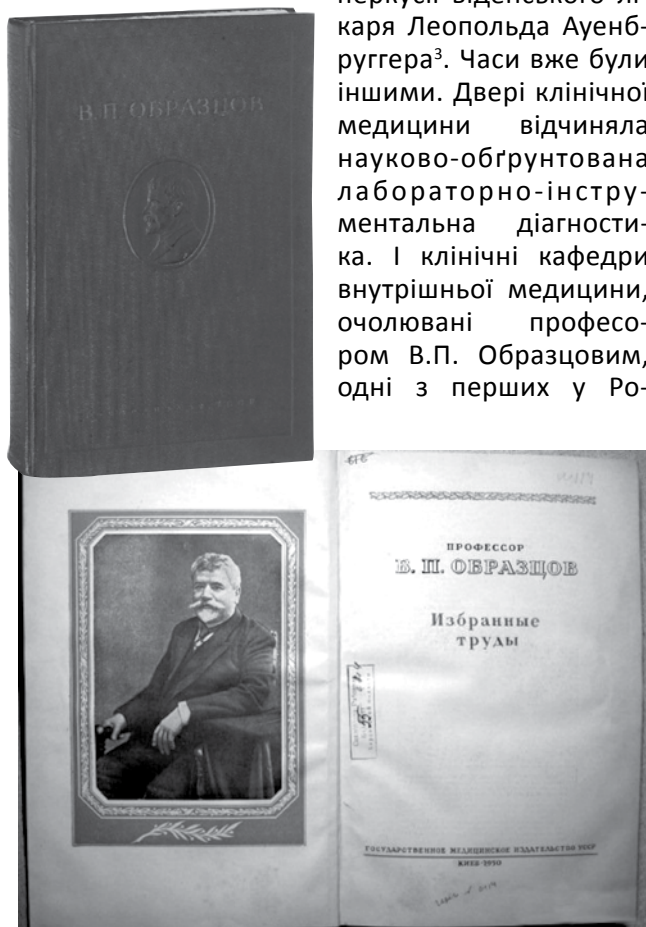 перкусії віденського лі-
каря Леопольда Ауенб-
руггера³. Часи вже були
іншими. Двері клінічної
медицини відчиняла
науково-обґрунтована
лабораторно-інстру-
ментальна діагности-
ка. І клінічні кафедри
внутрішньої медицини,
очолювані професо-
ром В.П. Образцовим,
одні з перших у Ро-
В. П. ОБРАЗЦОВ
ПРОФЕССОР
В. П. ОБРАЗЦОВ
Избранные
труды
ГОСУДАРСТВЕННОЕ МЕДИЦИНСКОЕ ИЗДАТЕЛЬСТВО УССР
КИЕВ-1950